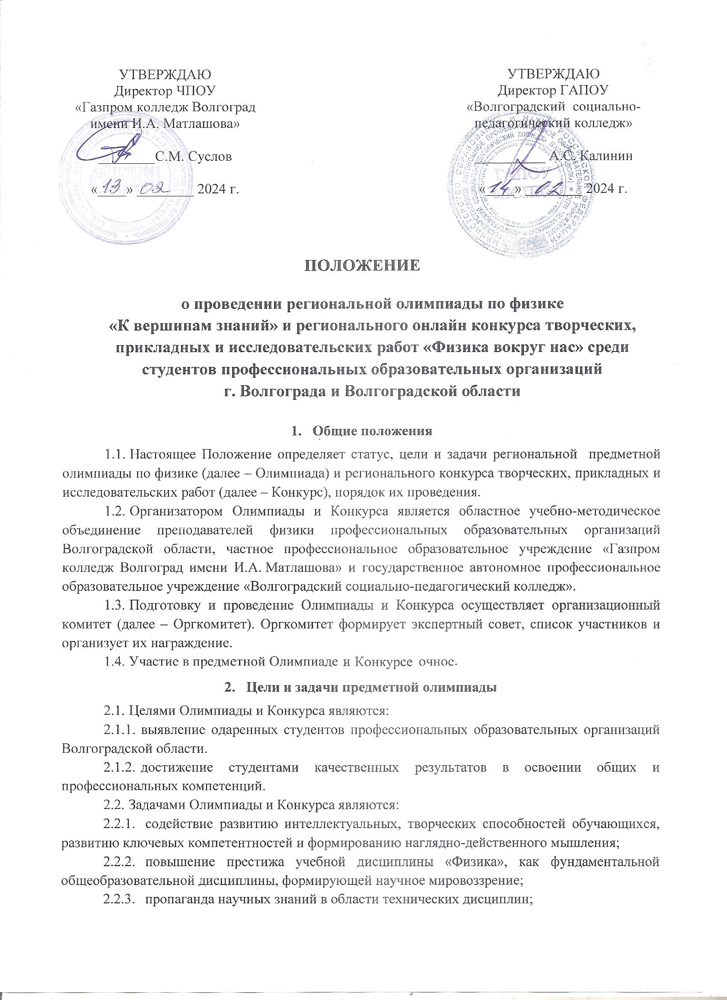 УТВЕРЖДАЮ
Директор ЧПОУ
«Газпром колледж Волгоград
имени И.А. Матлашова»
С.М. Суслов
«13» 02 2024 г.
УТВЕРЖДАЮ
Директор ГАПОУ
«Волгоградский социально-
педагогический колледж»
А.С. Калинин
«14» 02 2024 г.
ПОЛОЖЕНИЕ
о проведении региональной олимпиады по физике
«К вершинам знаний» и регионального онлайн конкурса творческих,
прикладных и исследовательских работ «Физика вокруг нас» среди
студентов профессиональных образовательных организаций
г. Волгограда и Волгоградской области
1. Общие положения
1.1. Настоящее Положение определяет статус, цели и задачи региональной предметной
олимпиады по физике (далее – Олимпиада) и регионального конкурса творческих, прикладных и
исследовательских работ (далее – Конкурс), порядок их проведения.
1.2. Организатором Олимпиады и Конкурса является областное учебно-методическое
объединение преподавателей физики профессиональных образовательных организаций
Волгоградской области, частное профессиональное образовательное учреждение «Газпром
колледж Волгоград имени И.А. Матлашова» и государственное автономное профессиональное
образовательное учреждение «Волгоградский социально-педагогический колледж».
1.3. Подготовку и проведение Олимпиады и Конкурса осуществляет организационный
комитет (далее – Оргкомитет). Оргкомитет формирует экспертный совет, список участников и
организует их награждение.
1.4. Участие в предметной Олимпиаде и Конкурсе очное.
2. Цели и задачи предметной олимпиады
2.1. Целями Олимпиады и Конкурса являются:
2.1.1. выявление одаренных студентов профессиональных образовательных организаций
Волгоградской области.
2.1.2. достижение студентами качественных результатов в освоении общих и
профессиональных компетенций.
2.2. Задачами Олимпиады и Конкурса являются:
2.2.1. содействие развитию интеллектуальных, творческих способностей обучающихся,
развитию ключевых компетентностей и формированию наглядно-действенного мышления;
2.2.2. повышение престижа учебной дисциплины «Физика», как фундаментальной
общеобразовательной дисциплины, формирующей научное мировоззрение;
2.2.3. пропаганда научных знаний в области технических дисциплин;